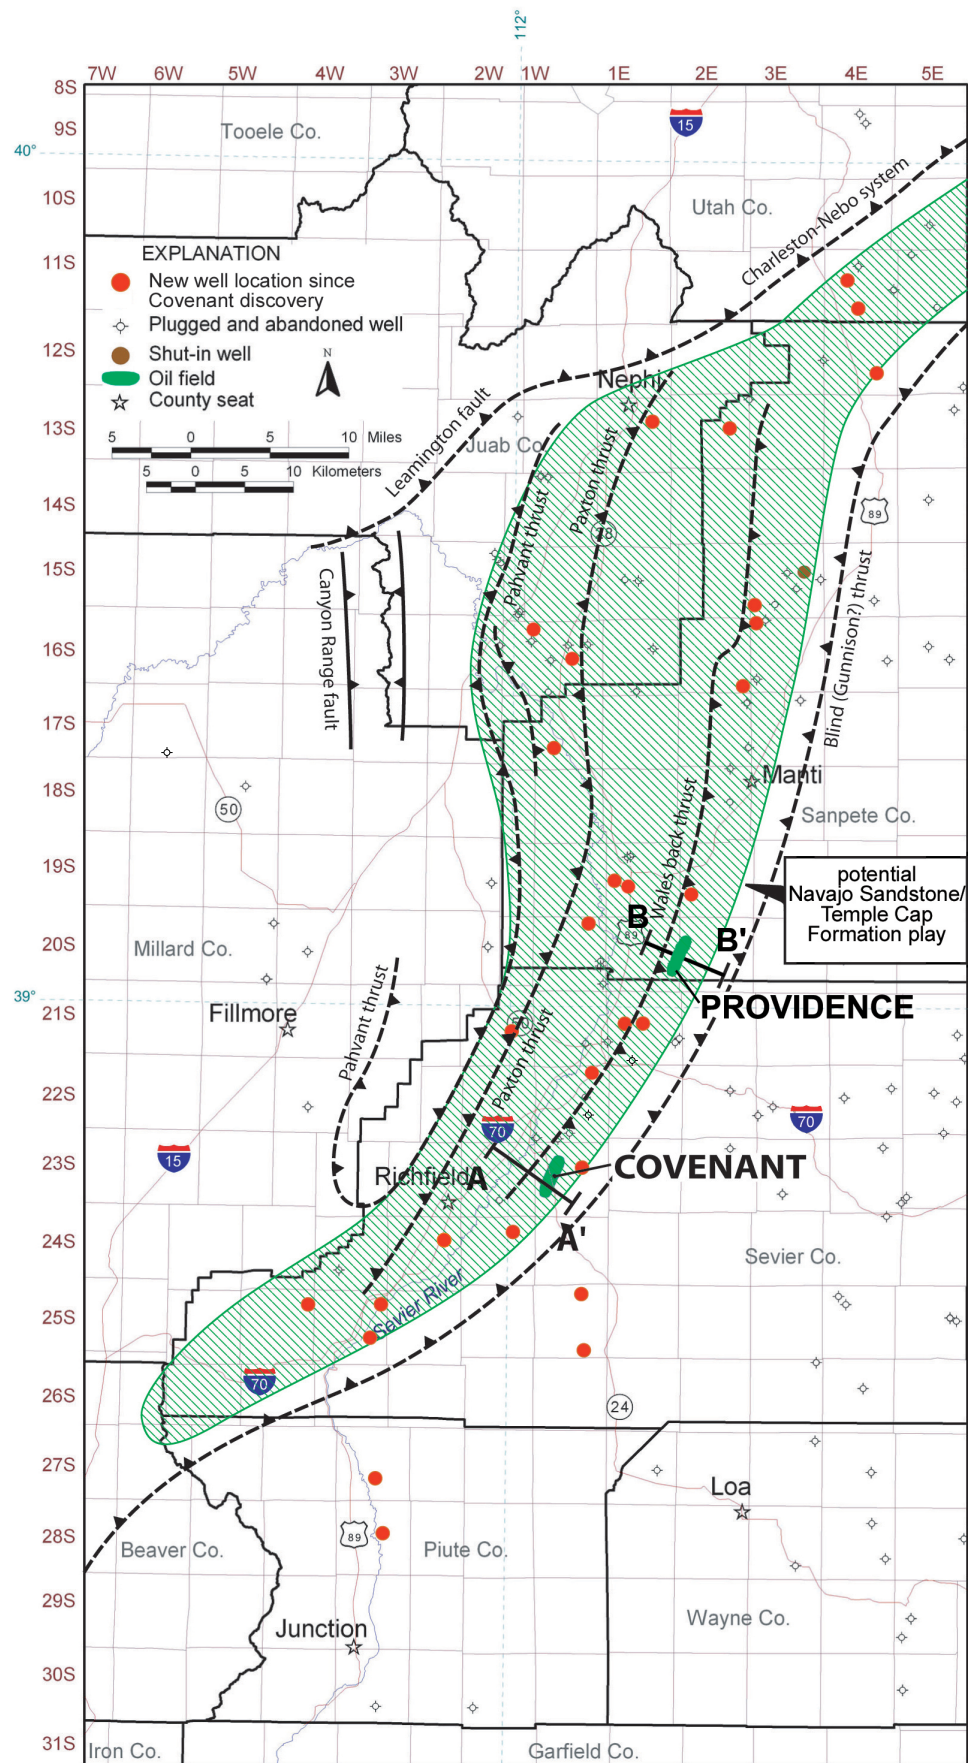 112°
7W 6W 5W 4W 3W 2W 1W 1E 2E 3E 4E 5E
8S
9S
Tooele Co.
15
40°
10S
Utah Co.
Charleston-Nebo system
11S
EXPLANATION
New well location since
Covenant discovery
Plugged and abandoned well
Shut-in well
Oil field
County seat
N
5 0 5 10 Miles
5 0 5 10 Kilometers
12S
Nephi
13S
Leamington fault
Juab Co.
14S
Paxton thrust
Pahvant thrust
28
89
15S
Canyon Range fault
16S
Blind (Gunnison?) thrust
17S
Manti
18S
50
Sanpete Co.
19S
Wales back thrust
potential
Navajo Sandstone/
Temple Cap
Formation play
B
89
B'
20S
Millard Co.
39°
PROVIDENCE
21S
Fillmore
Pahvant thrust
Paxton thrust
22S
70
70
15
23S
COVENANT
Richfield
A
A'
24S
Sevier Co.
Sevier River
25S
70
26S
24
27S
Loa
28S
89
Beaver Co.
Piute Co.
29S
Wayne Co.
Junction
30S
31S
Iron Co.
Garfield Co.